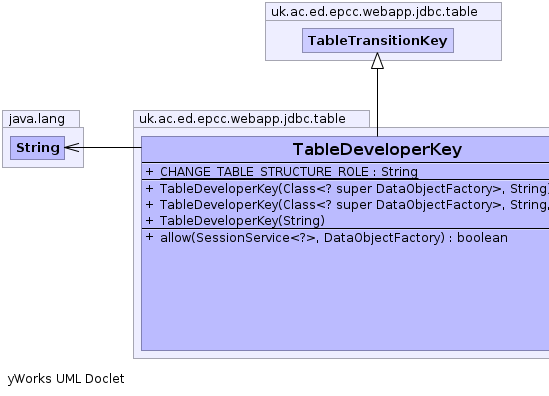 uk.ac.ed.epcc.webapp.jdbc.table
TableTransitionKey
java.lang
String
uk.ac.ed.epcc.webapp.jdbc.table
TableDeveloperKey
+ CHANGE_TABLE_STRUCTURE_ROLE : String
+ TableDeveloperKey(Class<? super DataObjectFactory>, String)
+ TableDeveloperKey(Class<? super DataObjectFactory>, String,
+ TableDeveloperKey(String)
+ allow(SessionService<?>, DataObjectFactory) : boolean
yWorks UML Doclet